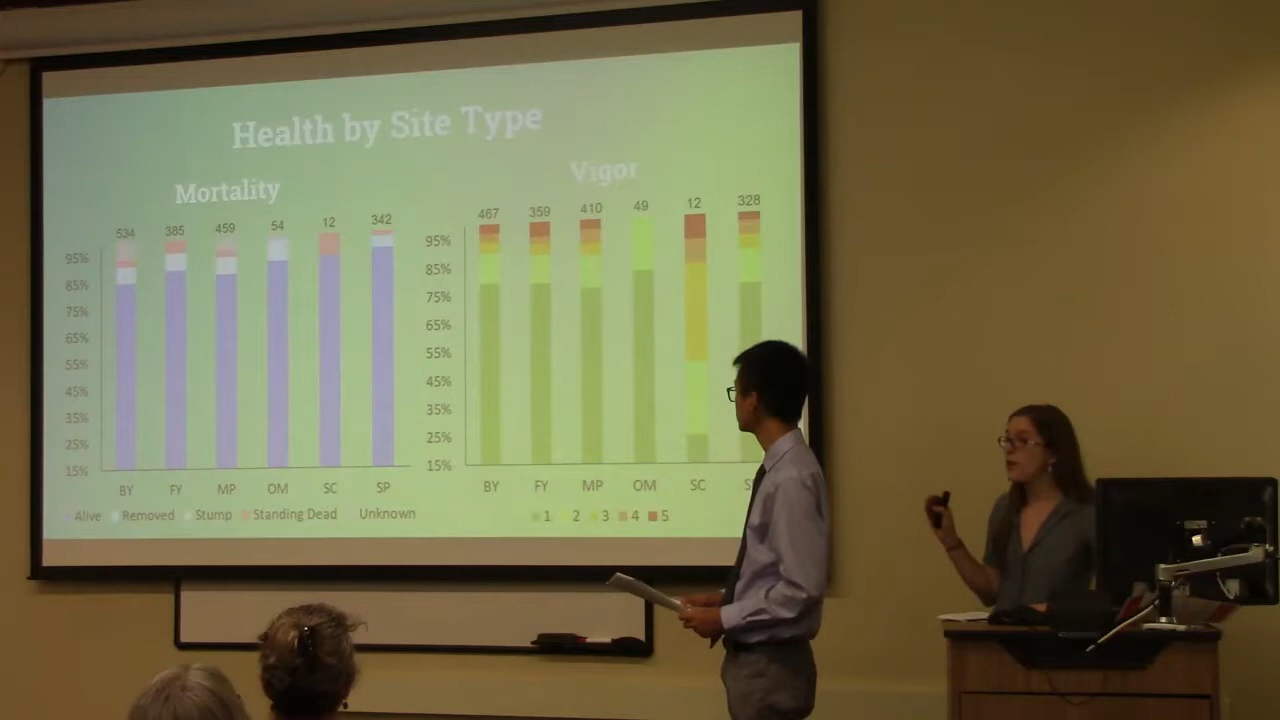 Health by Site Type
Mortality
534 385 459 54 12 342
95%
85%
75%
65%
55%
45%
35%
25%
15%
BY FY MP OM SC SP
Alive Removed Stump Standing Dead Unknown
Vigor
467 359 410 49 12 328
95%
85%
75%
65%
55%
45%
35%
25%
15%
BY FY MP OM SC
1 2 3 4 5